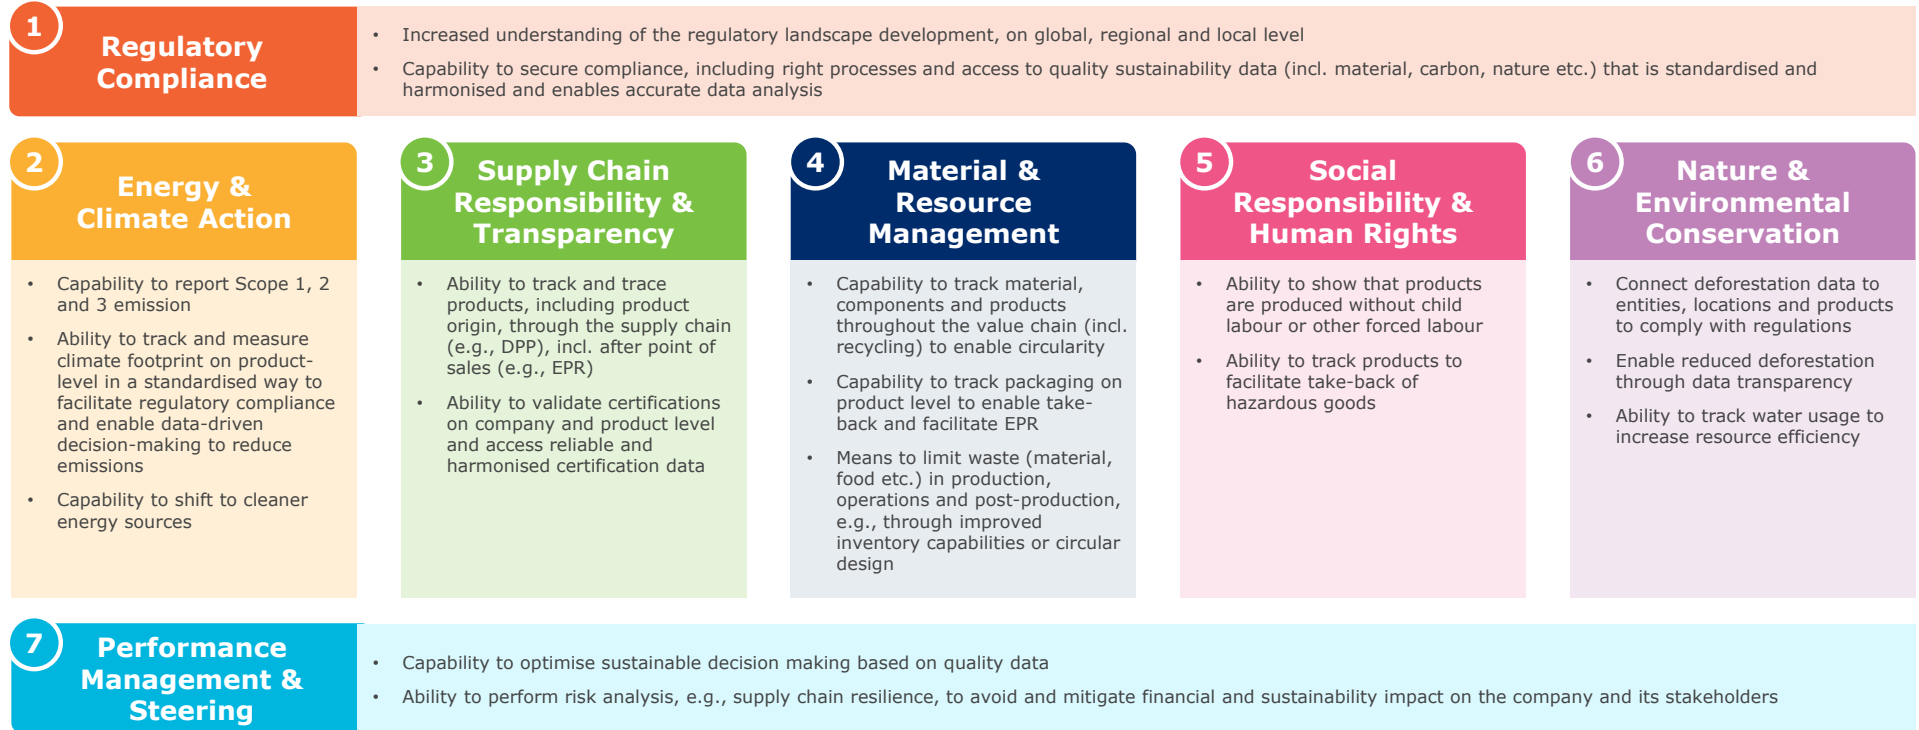 1
Regulatory
Compliance
• Increased understanding of the regulatory landscape development, on global, regional and local level
• Capability to secure compliance, including right processes and access to quality sustainability data (incl. material, carbon, nature etc.) that is standardised and
harmonised and enables accurate data analysis
2
Energy &
Climate Action
• Capability to report Scope 1, 2
and 3 emission
• Ability to track and measure
climate footprint on product-
level in a standardised way to
facilitate regulatory compliance
and enable data-driven
decision-making to reduce
emissions
• Capability to shift to cleaner
energy sources
3
Supply Chain
Responsibility &
Transparency
• Ability to track and trace
products, including product
origin, through the supply chain
(e.g., DPP), incl. after point of
sales (e.g., EPR)
• Ability to validate certifications
on company and product level
and access reliable and
harmonised certification data
4
Material &
Resource
Management
• Capability to track material,
components and products
throughout the value chain (incl.
recycling) to enable circularity
• Capability to track packaging on
product level to enable take-
back and facilitate EPR
• Means to limit waste (material,
food etc.) in production,
operations and post-production,
e.g., through improved
inventory capabilities or circular
design
5
Social
Responsibility &
Human Rights
• Ability to show that products
are produced without child
labour or other forced labour
• Ability to track products to
facilitate take-back of
hazardous goods
6
Nature &
Environmental
Conservation
• Connect deforestation data to
entities, locations and products
to comply with regulations
• Enable reduced deforestation
through data transparency
• Ability to track water usage to
increase resource efficiency
7
Performance
Management &
Steering
• Capability to optimise sustainable decision making based on quality data
• Ability to perform risk analysis, e.g., supply chain resilience, to avoid and mitigate financial and sustainability impact on the company and its stakeholders